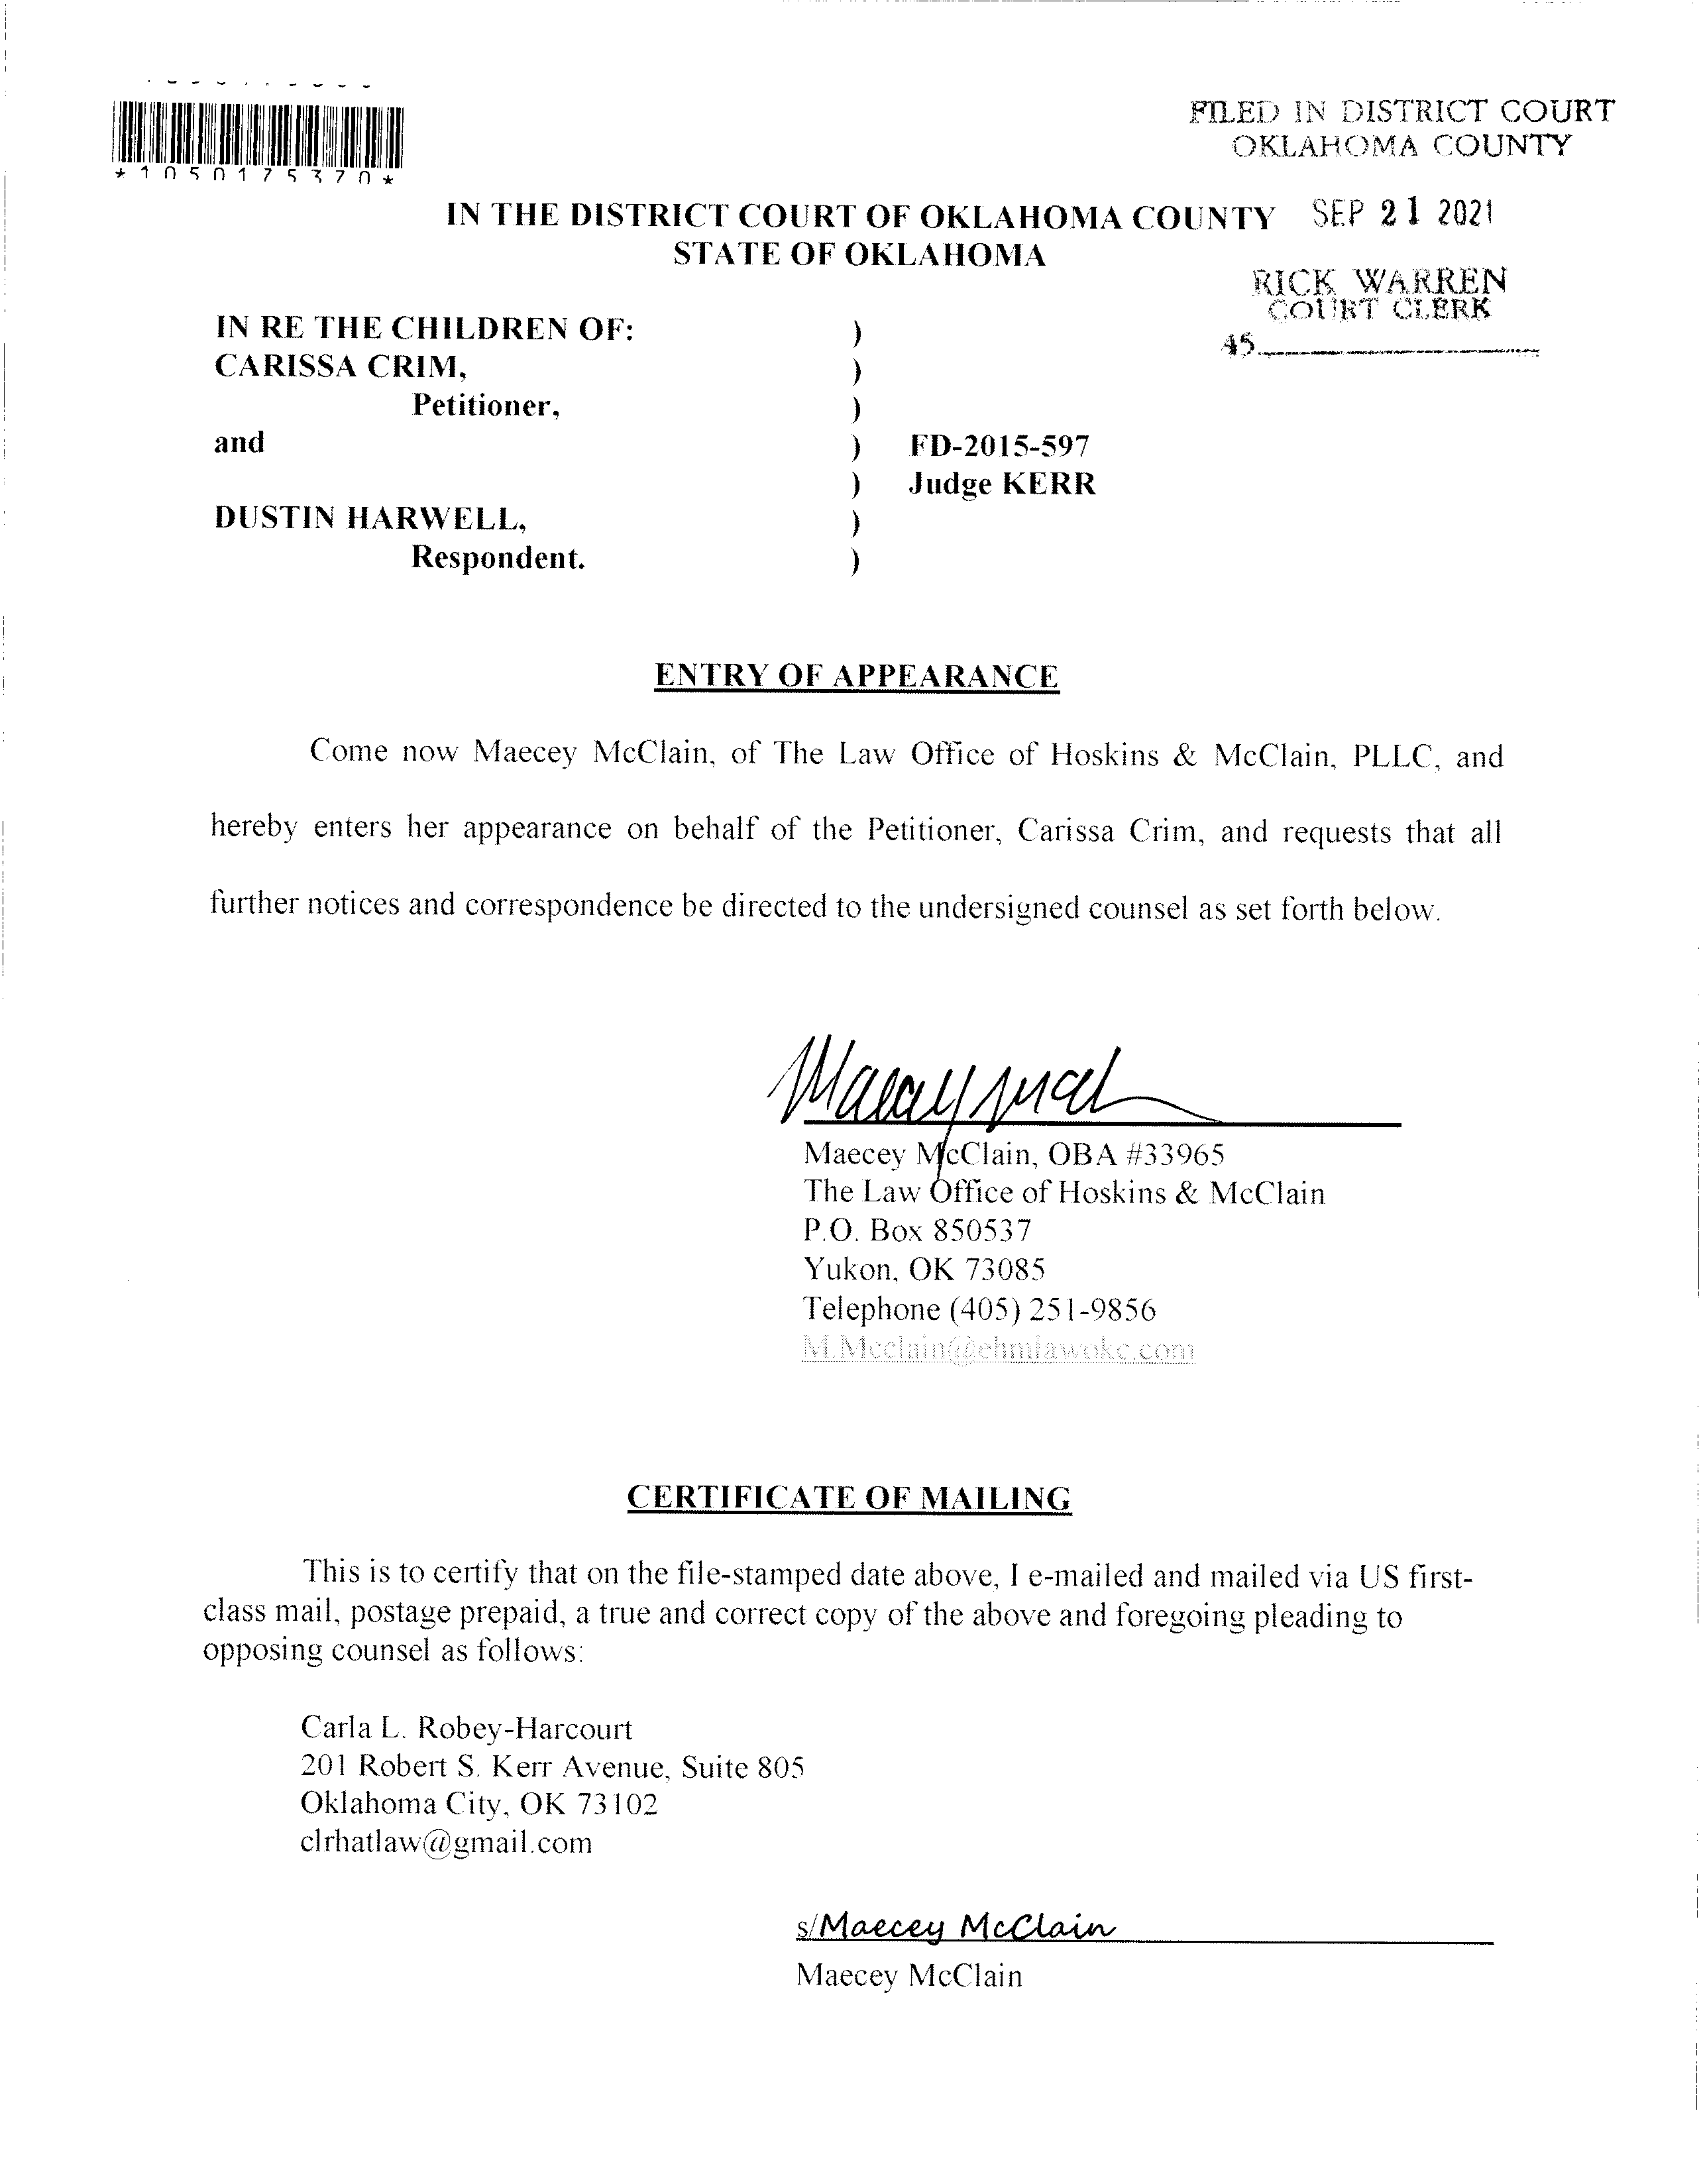 *1050175370*
FILED IN DISTRICT COURT
OKLAHOMA COUNTY
IN THE DISTRICT COURT OF OKLAHOMA COUNTY SEP 21 2021
STATE OF OKLAHOMA
RICK WARREN
COURT CLERK
45
IN RE THE CHILDREN OF: )
CARISSA CRIM, )
Petitioner, )
and ) FD-2015-597
) Judge KERR
DUSTIN HARWELL, )
Respondent. )
ENTRY OF APPEARANCE
Come now Maecey McClain, of The Law Office of Hoskins & McClain, PLLC, and
hereby enters her appearance on behalf of the Petitioner, Carissa Crim, and requests that all
further notices and correspondence be directed to the undersigned counsel as set forth below.
Maecey McClain, OBA #33965
The Law Office of Hoskins & McClain
P.O. Box 850537
Yukon, OK 73085
Telephone (405) 251-9856
M.Mcclain@ehmlawokc.com
CERTIFICATE OF MAILING
This is to certify that on the file-stamped date above, I e-mailed and mailed via US first-
class mail, postage prepaid, a true and correct copy of the above and foregoing pleading to
opposing counsel as follows:
Carla L. Robey-Harcourt
201 Robert S. Kerr Avenue, Suite 805
Oklahoma City, OK 73102
clrhatlaw@gmail.com
s/Maecey McClain
Maecey McClain